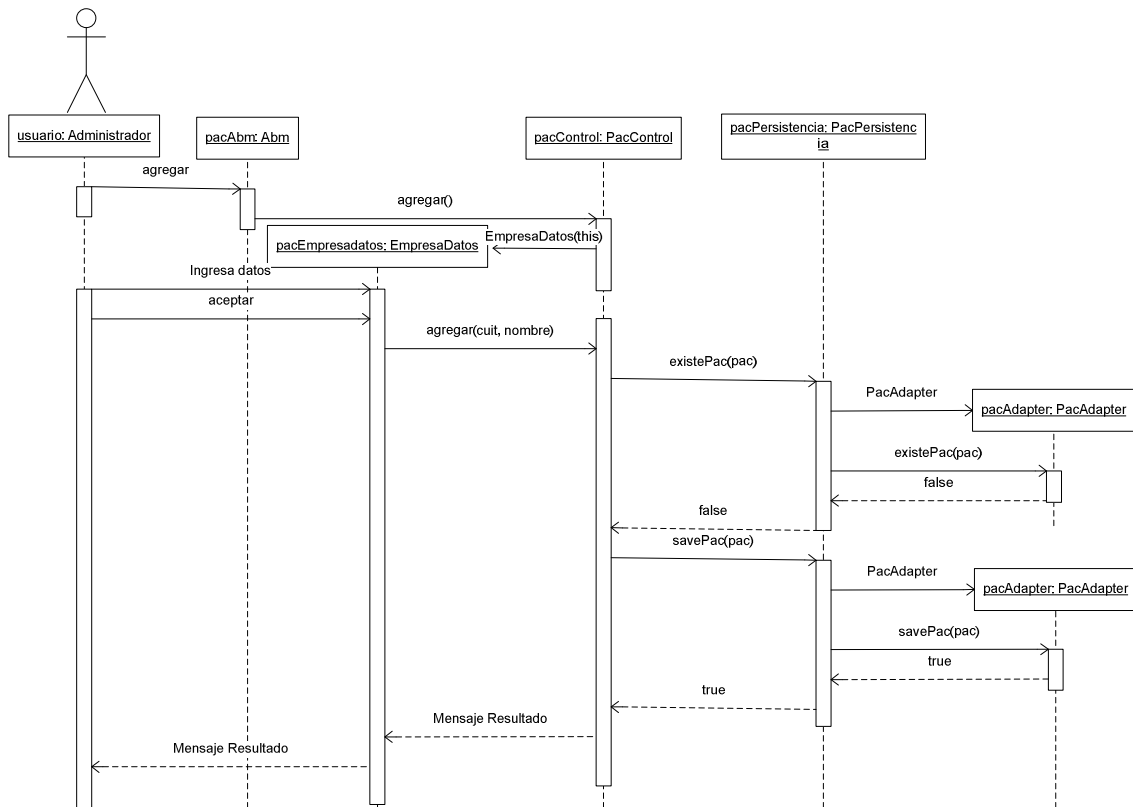 usuario: Administrador
pacAbm: Abm
pacControl: PacControl
pacPersistencia: PacPersistenc
ia
agregar
agregar()
EmpresaDatos(this)
pacEmpresadatos: EmpresaDatos
Ingresa datos
aceptar
agregar(cuit, nombre)
existePac(pac)
PacAdapter
pacAdapter: PacAdapter
existePac(pac)
false
false
savePac(pac)
PacAdapter
pacAdapter: PacAdapter
savePac(pac)
true
true
Mensaje Resultado
Mensaje Resultado